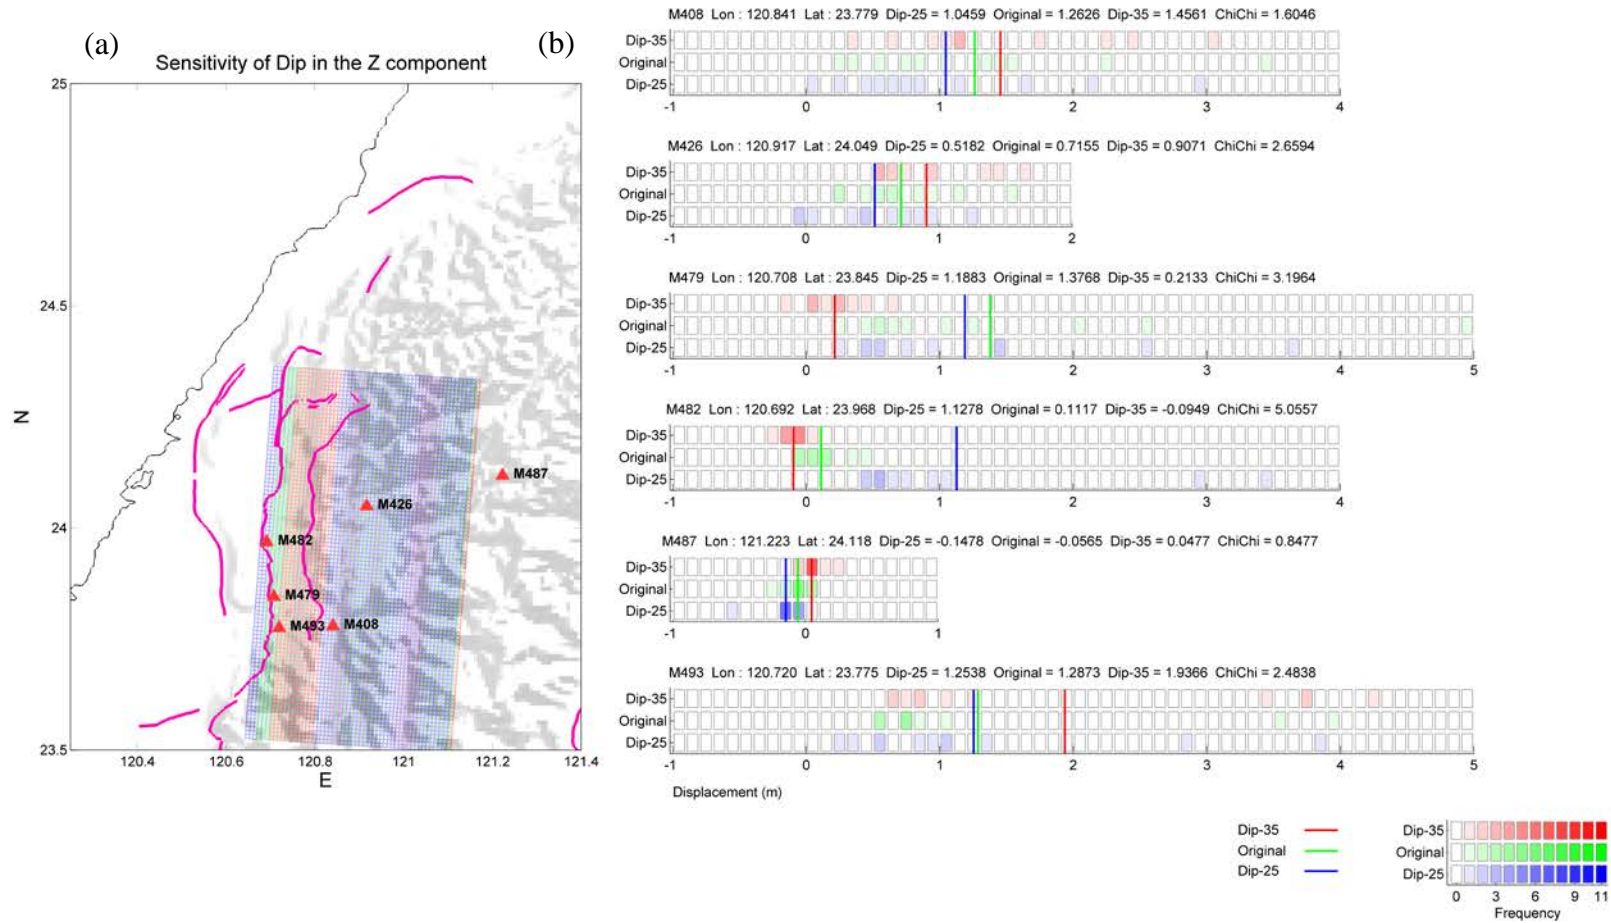 (a)
Sensitivity of Dip in the Z component
25
24.5
24
23.5
N
120.4 120.6 120.8 121 121.2 121.4
E
M487
M426
M482
M479
M493
M408
(b)
M408 Lon : 120.841 Lat : 23.779 Dip-25 = 1.0459 Original = 1.2626 Dip-35 = 1.4561 ChiChi = 1.6046
Dip-35
Original
Dip-25
-1 0 1 2 3 4
M426 Lon : 120.917 Lat : 24.049 Dip-25 = 0.5182 Original = 0.7155 Dip-35 = 0.9071 ChiChi = 2.6594
Dip-35
Original
Dip-25
-1 0 1 2
M479 Lon : 120.708 Lat : 23.845 Dip-25 = 1.1883 Original = 1.3768 Dip-35 = 0.2133 ChiChi = 3.1964
Dip-35
Original
Dip-25
-1 0 1 2 3 4 5
M482 Lon : 120.692 Lat : 23.968 Dip-25 = 1.1278 Original = 0.1117 Dip-35 = -0.0949 ChiChi = 5.0557
Dip-35
Original
Dip-25
-1 0 1 2 3 4
M487 Lon : 121.223 Lat : 24.118 Dip-25 = -0.1478 Original = -0.0565 Dip-35 = 0.0477 ChiChi = 0.8477
Dip-35
Original
Dip-25
-1 0 1
M493 Lon : 120.720 Lat : 23.775 Dip-25 = 1.2538 Original = 1.2873 Dip-35 = 1.9366 ChiChi = 2.4838
Dip-35
Original
Dip-25
-1 0 1 2 3 4 5
Displacement (m)
Dip-35
Original
Dip-25
Dip-35
Original
Dip-25
0 3 6 9 11
Frequency